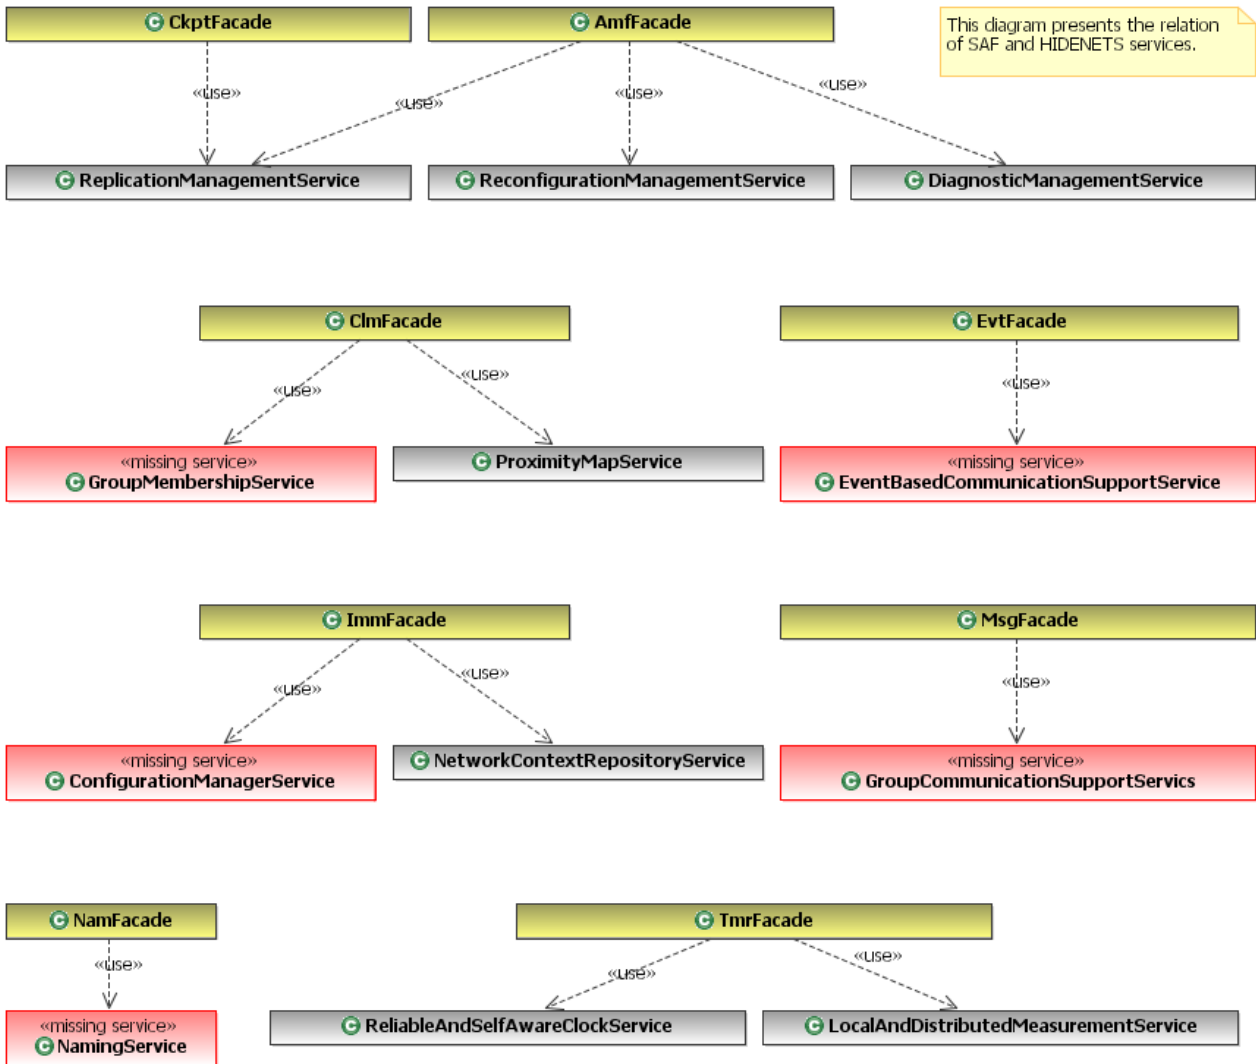 CkptFacade
AmfFacade
This diagram presents the relation
of SAF and HIDENETS services.
«use»
«use»
«use»
«use»
ReplicationManagementService
ReconfigurationManagementService
DiagnosticManagementService
ClmFacade
EvtFacade
«use»
«use»
«use»
«missing service»
GroupMembershipService
ProximityMapService
«missing service»
EventBasedCommunicationSupportService
ImmFacade
MsgFacade
«use»
«use»
«use»
«missing service»
ConfigurationManagerService
NetworkContextRepositoryService
«missing service»
GroupCommunicationSupportServics
NamFacade
TmrFacade
«use»
«use»
«use»
«missing service»
NamingService
ReliableAndSelfAwareClockService
LocalAndDistributedMeasurementService